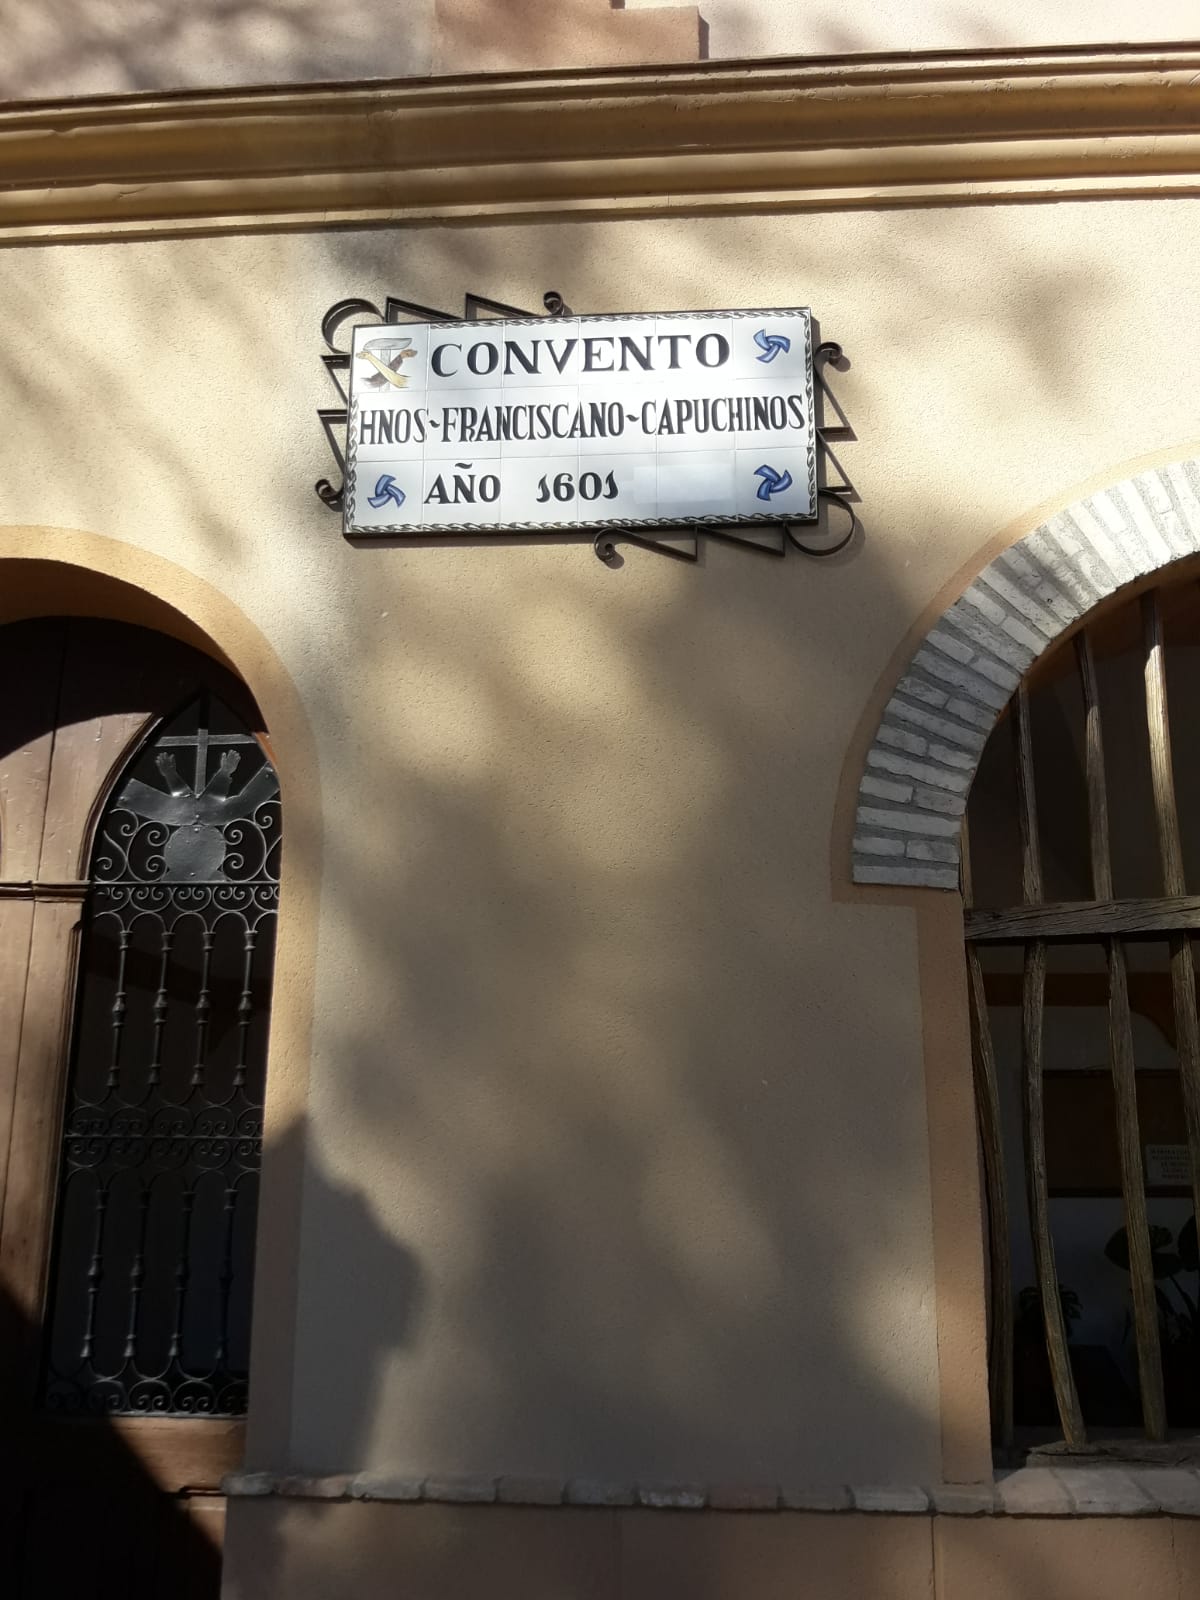 CONVENTO
HNOS~FRANCISCANO~CAPUCHINOS
AÑO 1601